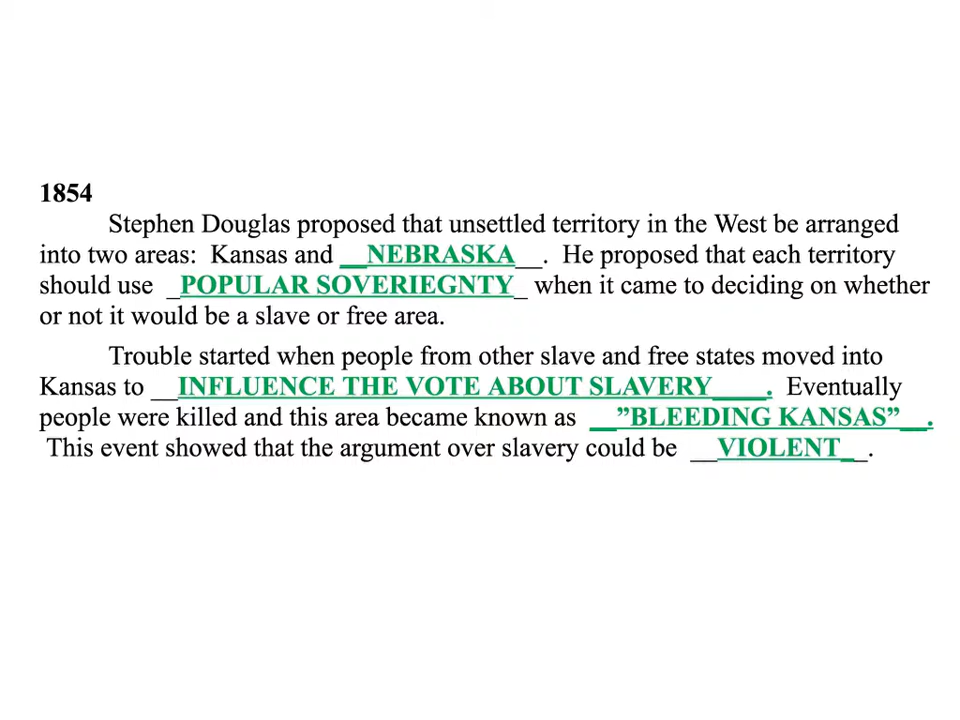 1854
Stephen Douglas proposed that unsettled territory in the West be arranged
into two areas:  Kansas and __NEBRASKA__.  He proposed that each territory
should use _POPULAR SOVERIEGNTY_ when it came to deciding on whether
or not it would be a slave or free area.
Trouble started when people from other slave and free states moved into
Kansas to __INFLUENCE THE VOTE ABOUT SLAVERY____.  Eventually
people were killed and this area became known as __”BLEEDING KANSAS”__.
This event showed that the argument over slavery could be __VIOLENT__.